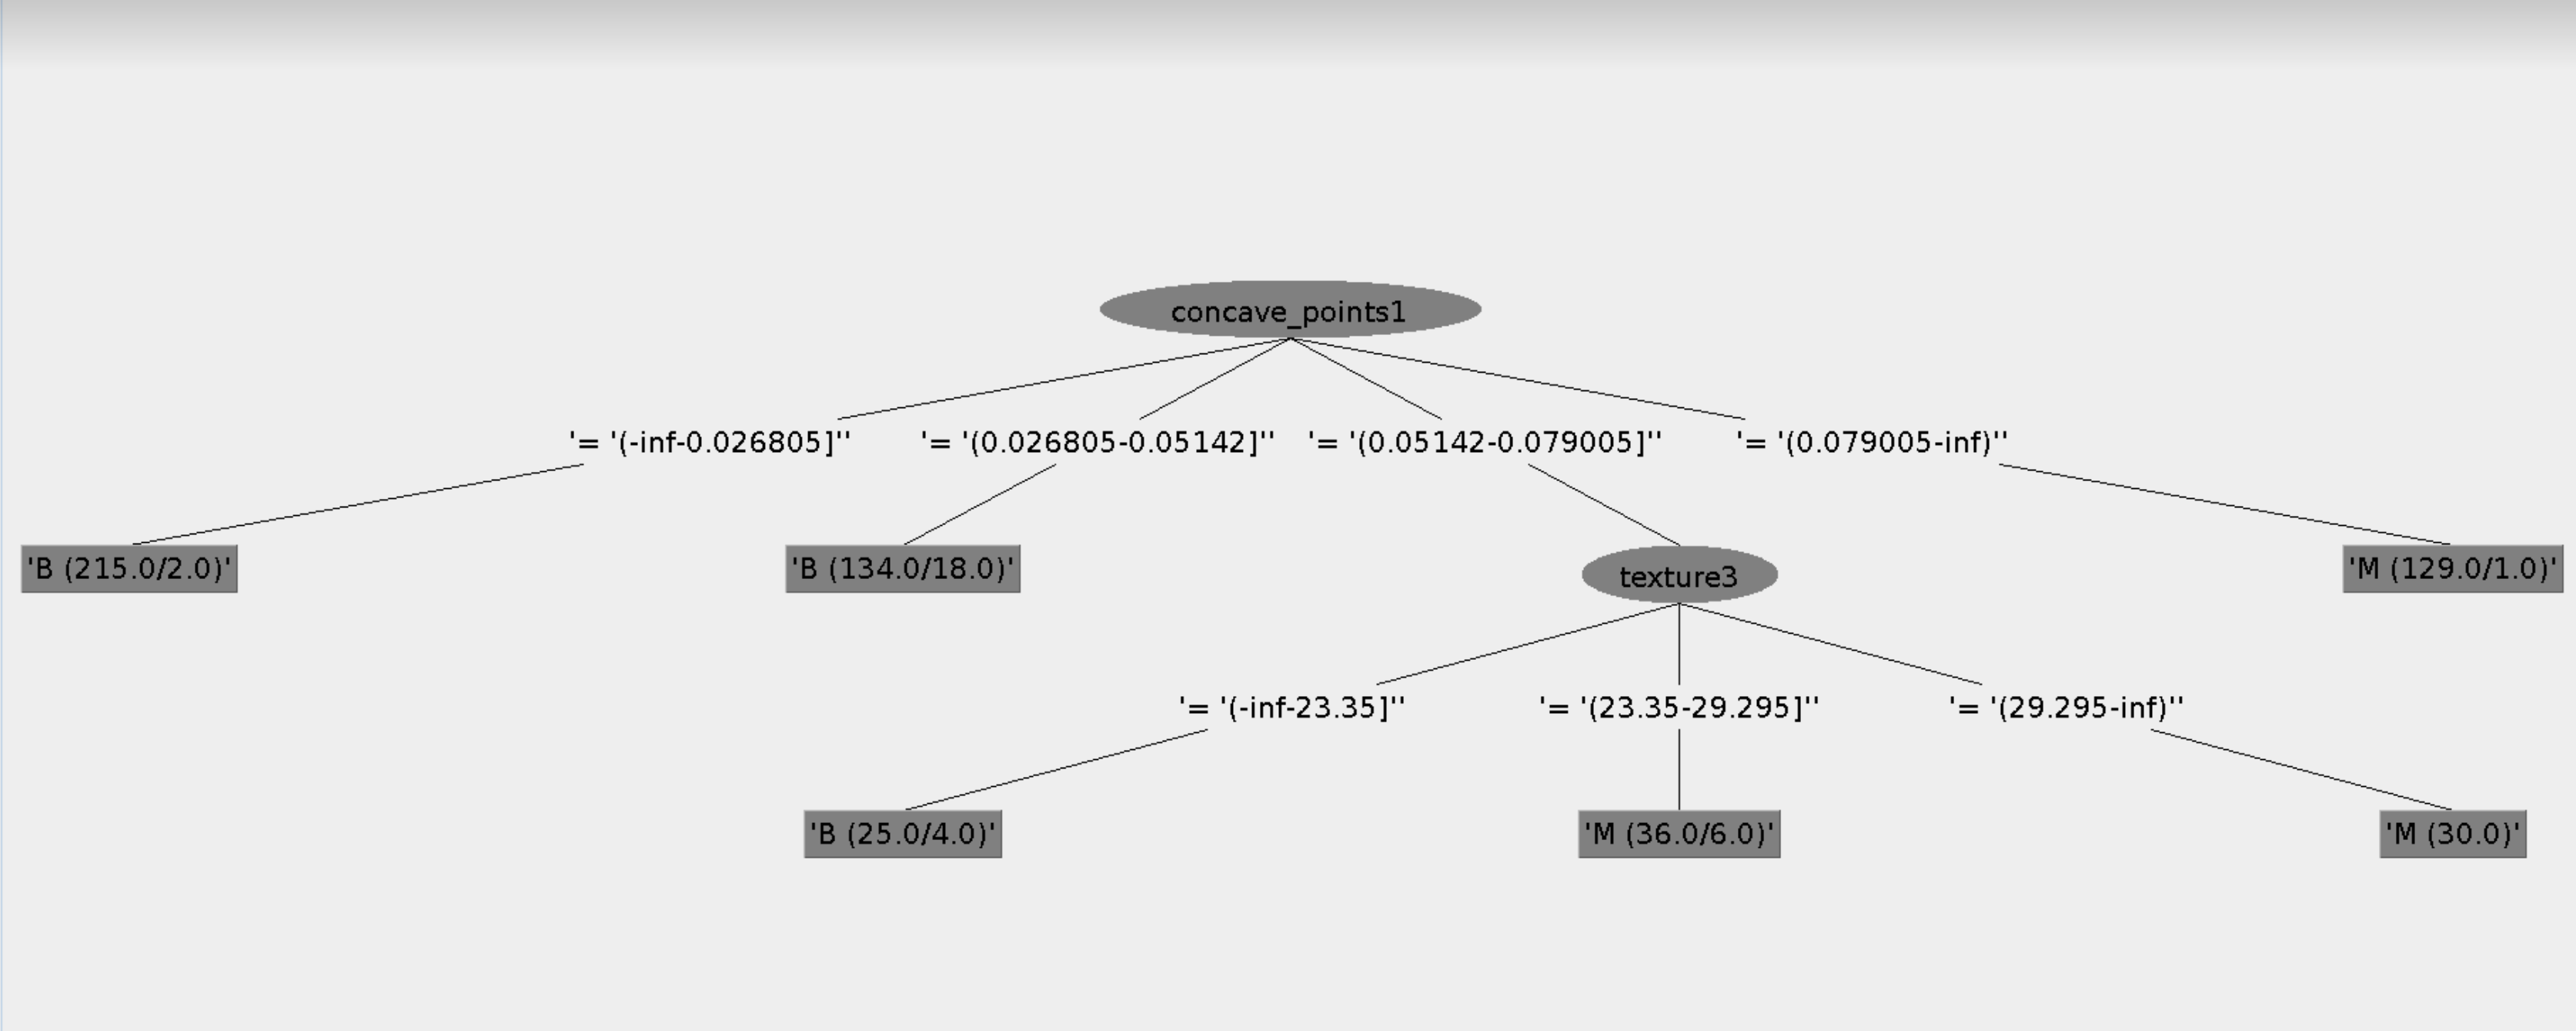 concave_points1
'= '(-inf-0.026805]''
'= '(0.026805-0.05142]''
'= '(0.05142-0.079005]''
'= '(0.079005-inf)''
'B (215.0/2.0)'
'B (134.0/18.0)'
texture3
'M (129.0/1.0)'
'= '(-inf-23.35]''
'= '(23.35-29.295]''
'= '(29.295-inf)''
'B (25.0/4.0)'
'M (36.0/6.0)'
'M (30.0)'